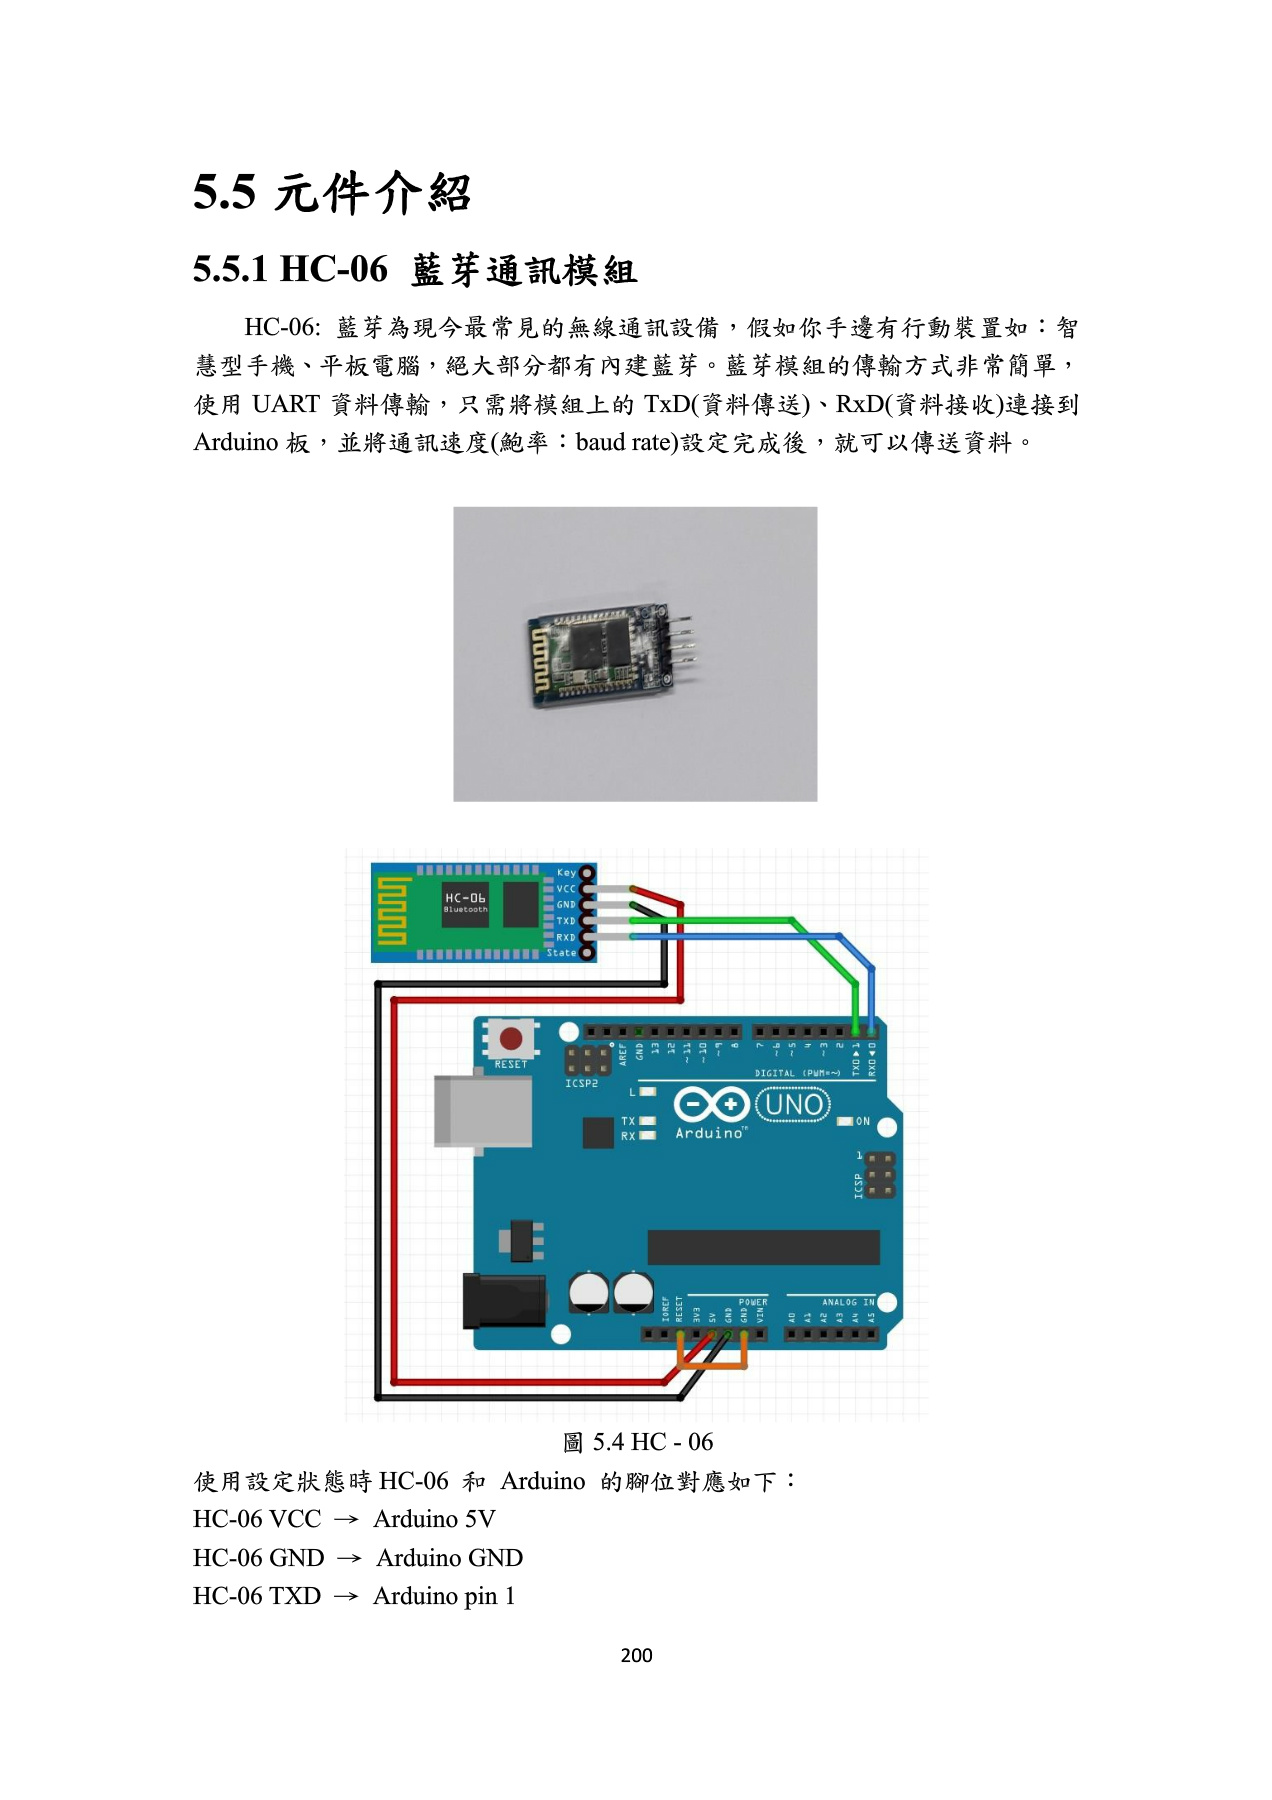 5.5 元件介紹
5.5.1 HC-06 藍芽通訊模組
HC-06: 藍芽為現今最常見的無線通訊設備，假如你手邊有行動裝置如：智
慧型手機、平板電腦，絕大部分都有內建藍芽。藍芽模組的傳輸方式非常簡單，
使用 UART 資料傳輸，只需將模組上的 TxD(資料傳送)、RxD(資料接收)連接到
Arduino 板，並將通訊速度(鮑率：baud rate)設定完成後，就可以傳送資料。
Key
VCC
HC-06
Bluetooth
GND
TXD
RXD
State
RESET
ICSP2
AREF
GND
13
12
~11
~10
~9
8
7
~6
~5
4
~3
2
TX0▶1
RX0◀0
DIGITAL (PWM=~)
L
TX
RX
Arduino™
UNO
ON
1
ICSP
IOREF
RESET
3V3
5V
GND
GND
VIN
POWER
ANALOG IN
A0
A1
A2
A3
A4
A5
圖 5.4 HC - 06
使用設定狀態時 HC-06 和 Arduino 的腳位對應如下：
HC-06 VCC → Arduino 5V
HC-06 GND → Arduino GND
HC-06 TXD → Arduino pin 1
200